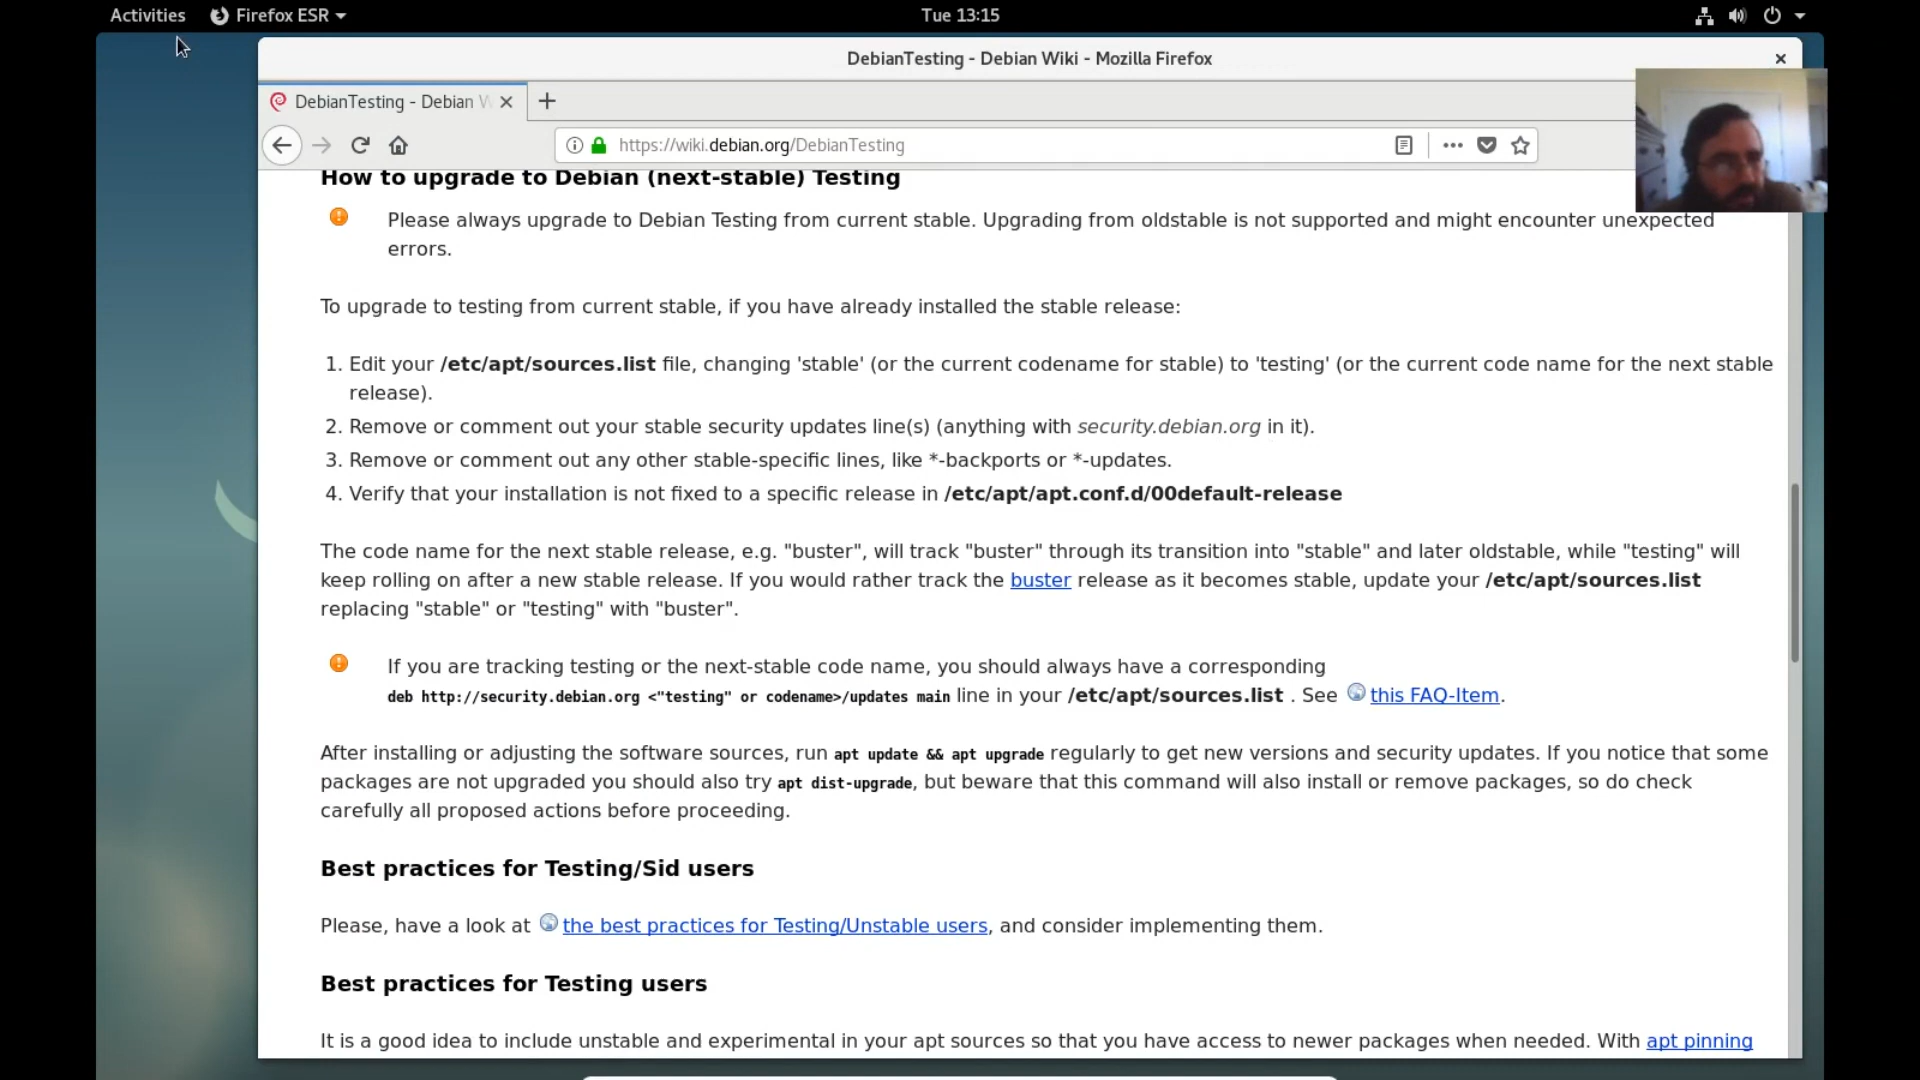 Activities Firefox ESR Tue 13:15
DebianTesting - Debian Wiki - Mozilla Firefox
DebianTesting - Debian W
https://wiki.debian.org/DebianTesting
How to upgrade to Debian (next-stable) Testing
Please always upgrade to Debian Testing from current stable. Upgrading from oldstable is not supported and might encounter unexpected
errors.
To upgrade to testing from current stable, if you have already installed the stable release:
1. Edit your /etc/apt/sources.list file, changing 'stable' (or the current codename for stable) to 'testing' (or the current code name for the next stable
release).
2. Remove or comment out your stable security updates line(s) (anything with security.debian.org in it).
3. Remove or comment out any other stable-specific lines, like *-backports or *-updates.
4. Verify that your installation is not fixed to a specific release in /etc/apt/apt.conf.d/00default-release
The code name for the next stable release, e.g. "buster", will track "buster" through its transition into "stable" and later oldstable, while "testing" will
keep rolling on after a new stable release. If you would rather track the buster release as it becomes stable, update your /etc/apt/sources.list
replacing "stable" or "testing" with "buster".
If you are tracking testing or the next-stable code name, you should always have a corresponding
deb http://security.debian.org <"testing" or codename>/updates main line in your /etc/apt/sources.list . See this FAQ-Item.
After installing or adjusting the software sources, run apt update && apt upgrade regularly to get new versions and security updates. If you notice that some
packages are not upgraded you should also try apt dist-upgrade, but beware that this command will also install or remove packages, so do check
carefully all proposed actions before proceeding.
Best practices for Testing/Sid users
Please, have a look at the best practices for Testing/Unstable users, and consider implementing them.
Best practices for Testing users
It is a good idea to include unstable and experimental in your apt sources so that you have access to newer packages when needed. With apt pinning